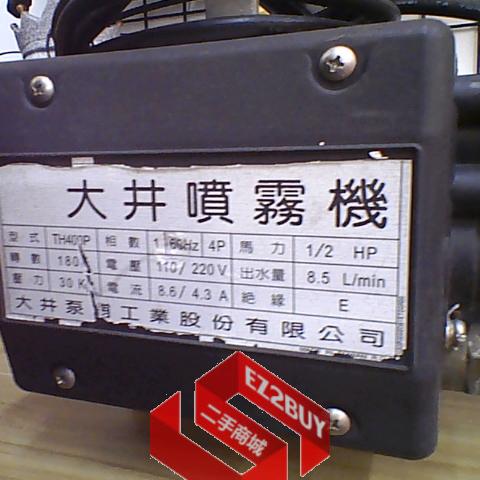 大井噴霧機
型式 TH400P 相數 1 60Hz 4P 馬力 1/2 HP
轉數 180 電壓 110/220V 出水量 8.5 L/min
壓力 30 K 電流 8.6/4.3 A 絕緣 E
大井泵 工業股份有限公司
EZ2BUY
二手商城